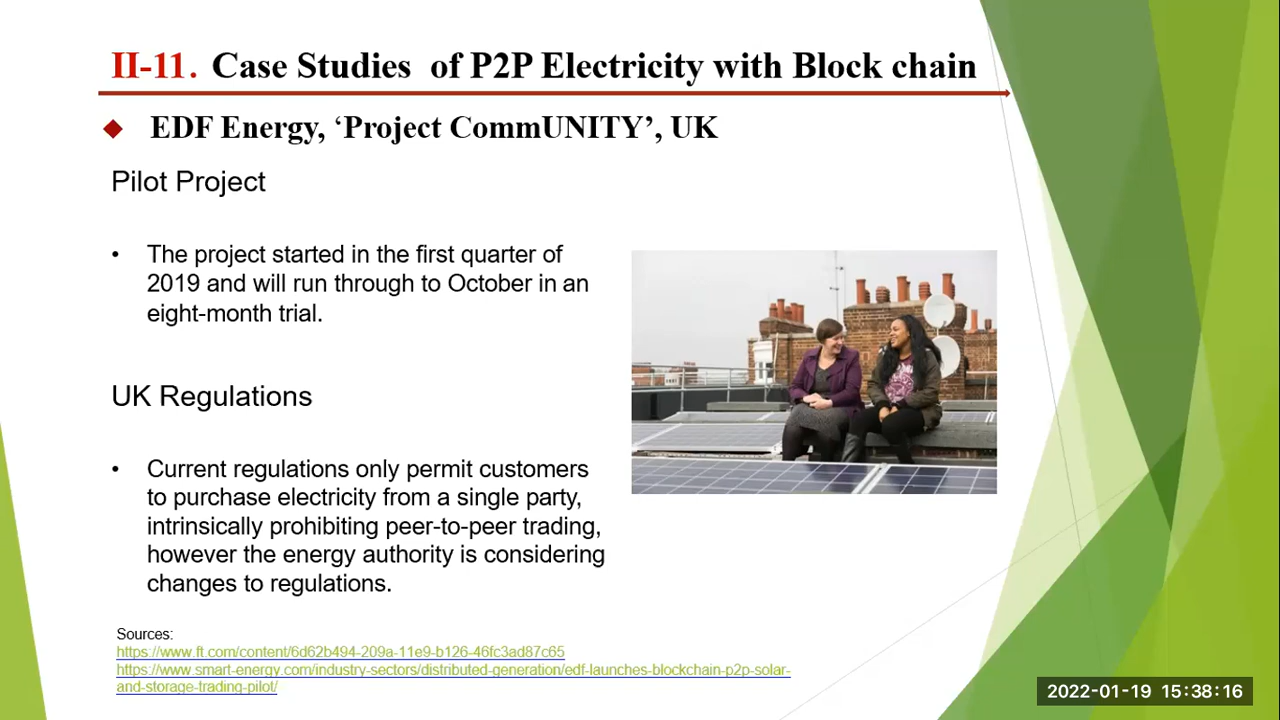 II-11. Case Studies of P2P Electricity with Block chain
EDF Energy, ‘Project CommUNITY’, UK
Pilot Project
• The project started in the first quarter of
2019 and will run through to October in an
eight-month trial.
UK Regulations
• Current regulations only permit customers
to purchase electricity from a single party,
intrinsically prohibiting peer-to-peer trading,
however the energy authority is considering
changes to regulations.
Sources:
https://www.ft.com/content/6d62b494-209a-11e9-b126-46fc3ad87c65
https://www.smart-energy.com/industry-sectors/distributed-generation/edf-launches-blockchain-p2p-solar-
and-storage-trading-pilot/
2022-01-19 15:38:16